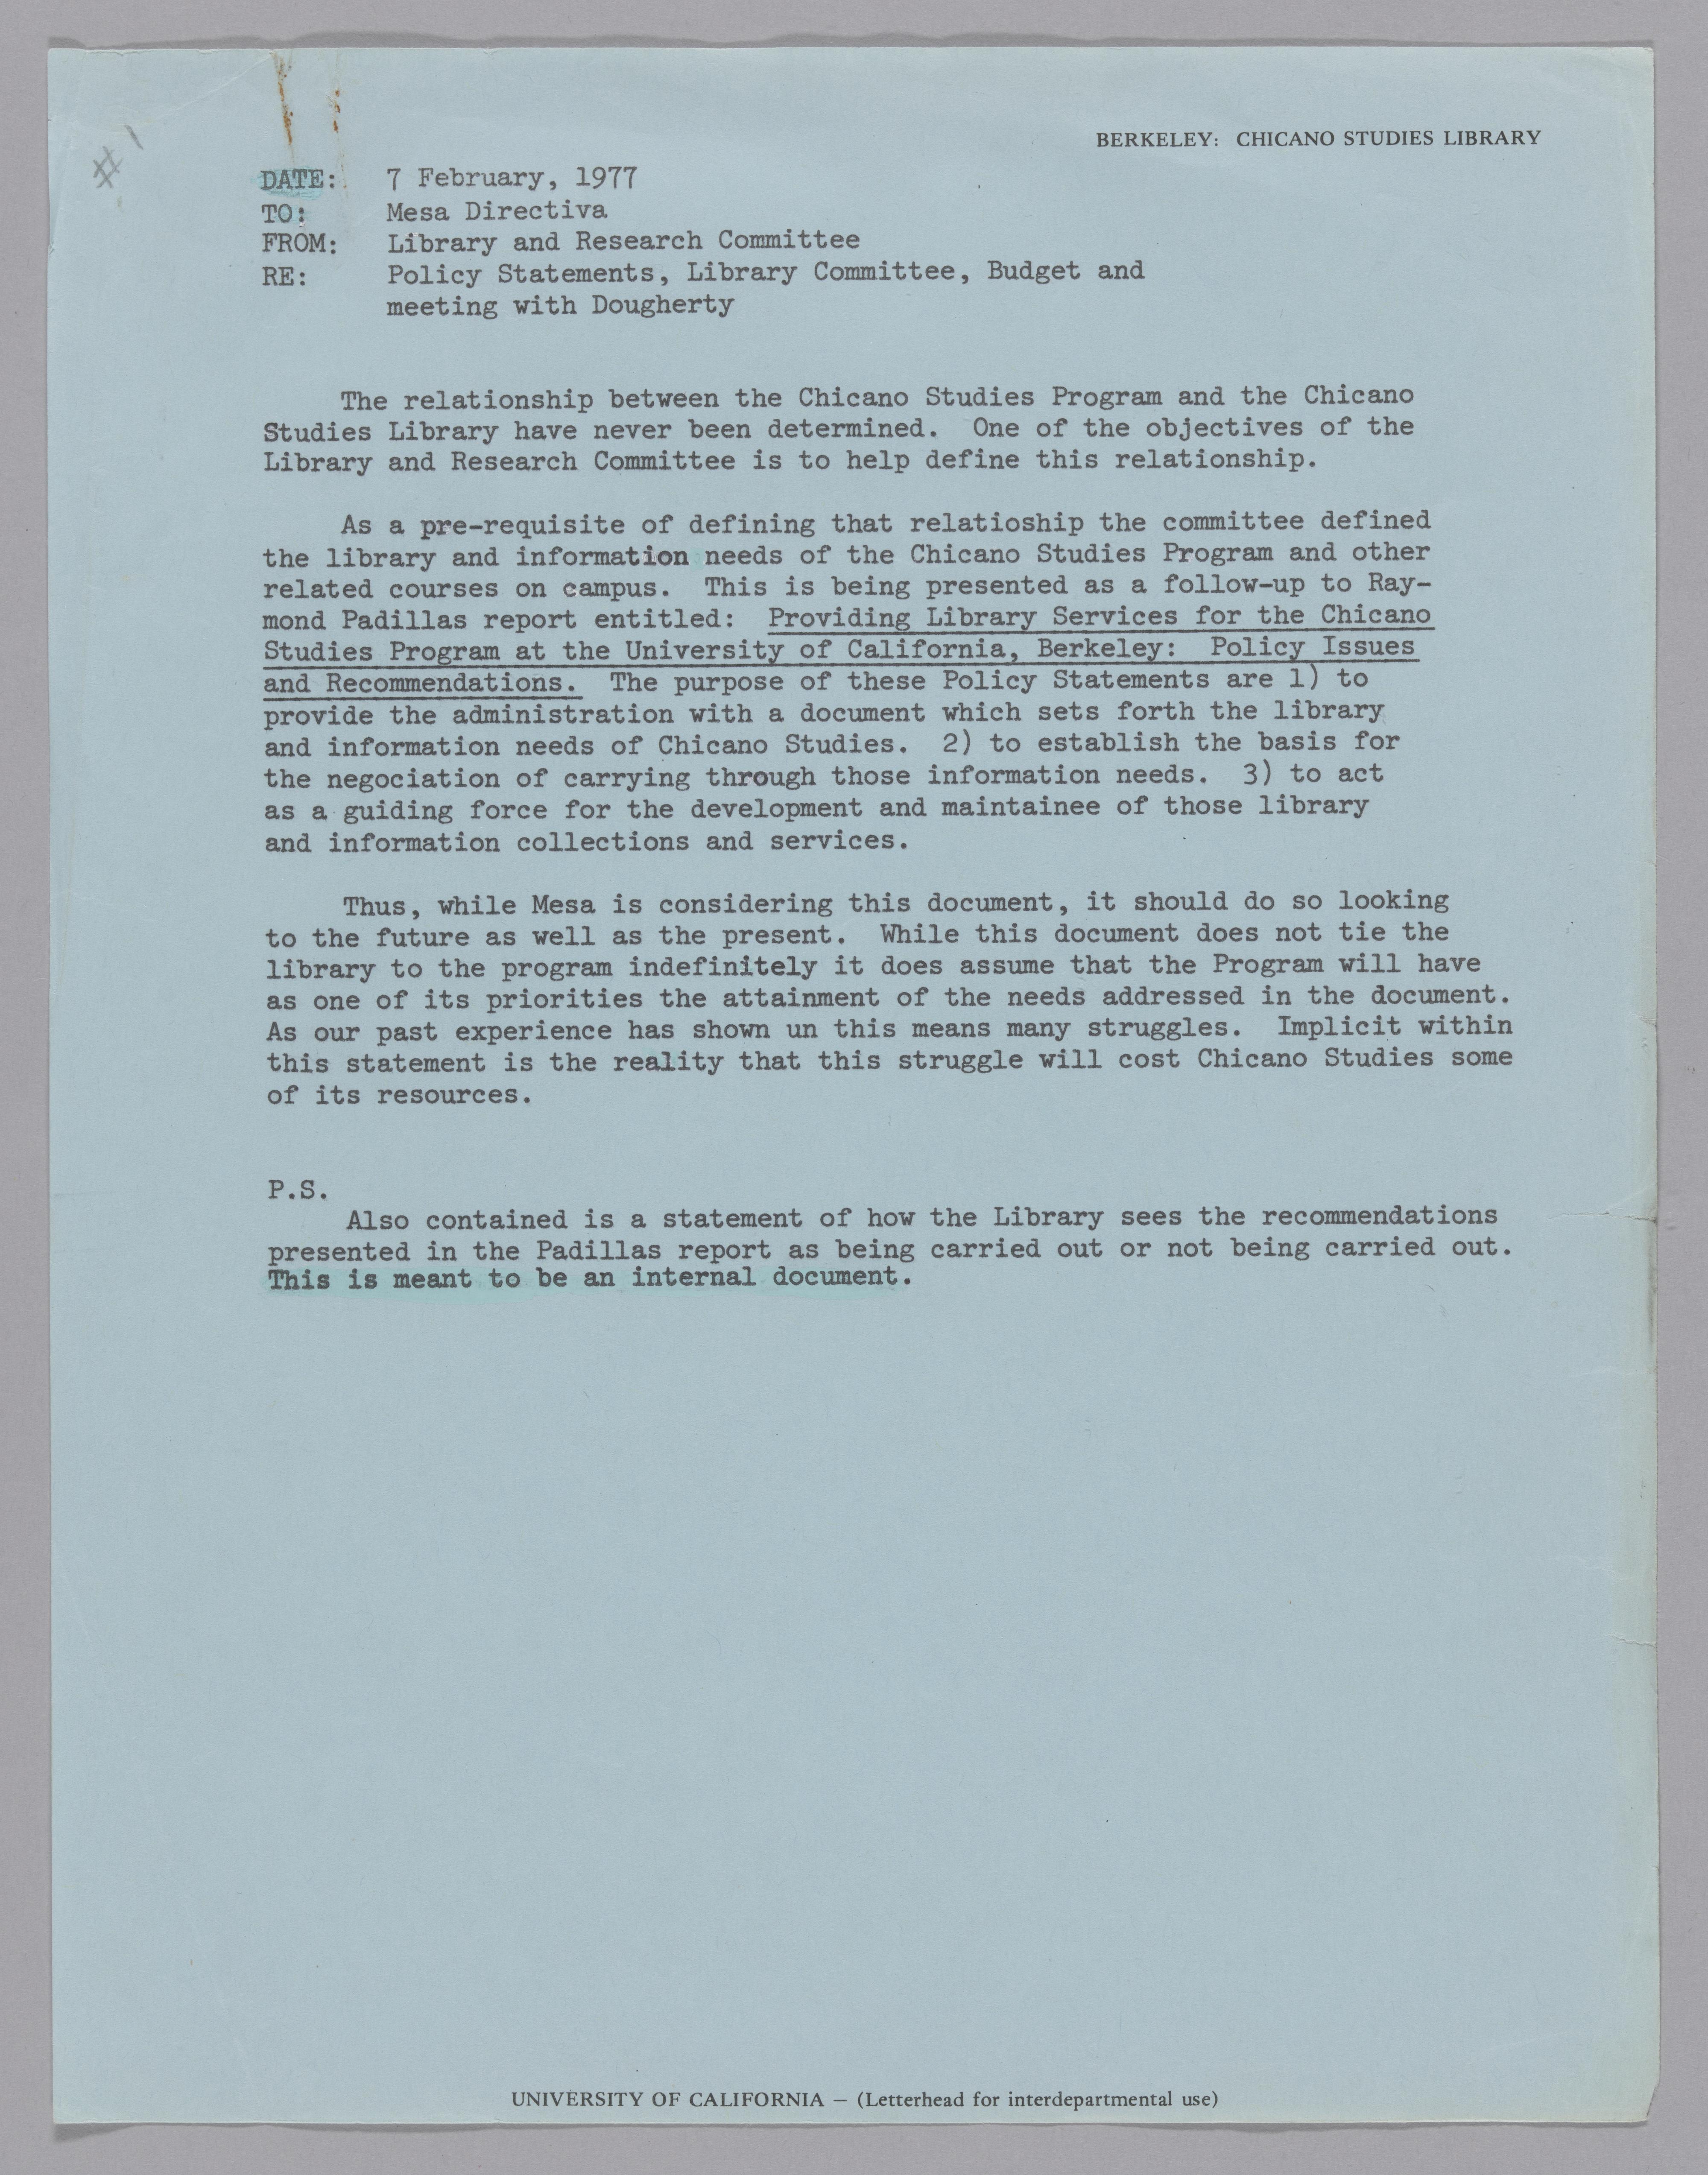 # 1
BERKELEY: CHICANO STUDIES LIBRARY
DATE: 7 February, 1977
TO: Mesa Directiva
FROM: Library and Research Committee
RE: Policy Statements, Library Committee, Budget and
meeting with Dougherty
The relationship between the Chicano Studies Program and the Chicano
Studies Library have never been determined. One of the objectives of the
Library and Research Committee is to help define this relationship.
As a pre-requisite of defining that relatioship the committee defined
the library and information needs of the Chicano Studies Program and other
related courses on campus. This is being presented as a follow-up to Ray-
mond Padillas report entitled: Providing Library Services for the Chicano
Studies Program at the University of California, Berkeley: Policy Issues
and Recommendations. The purpose of these Policy Statements are 1) to
provide the administration with a document which sets forth the library
and information needs of Chicano Studies. 2) to establish the basis for
the negociation of carrying through those information needs. 3) to act
as a guiding force for the development and maintainee of those library
and information collections and services.
Thus, while Mesa is considering this document, it should do so looking
to the future as well as the present. While this document does not tie the
library to the program indefinitely it does assume that the Program will have
as one of its priorities the attainment of the needs addressed in the document.
As our past experience has shown un this means many struggles. Implicit within
this statement is the reality that this struggle will cost Chicano Studies some
of its resources.
P.S.
Also contained is a statement of how the Library sees the recommendations
presented in the Padillas report as being carried out or not being carried out.
This is meant to be an internal document.
UNIVERSITY OF CALIFORNIA — (Letterhead for interdepartmental use)